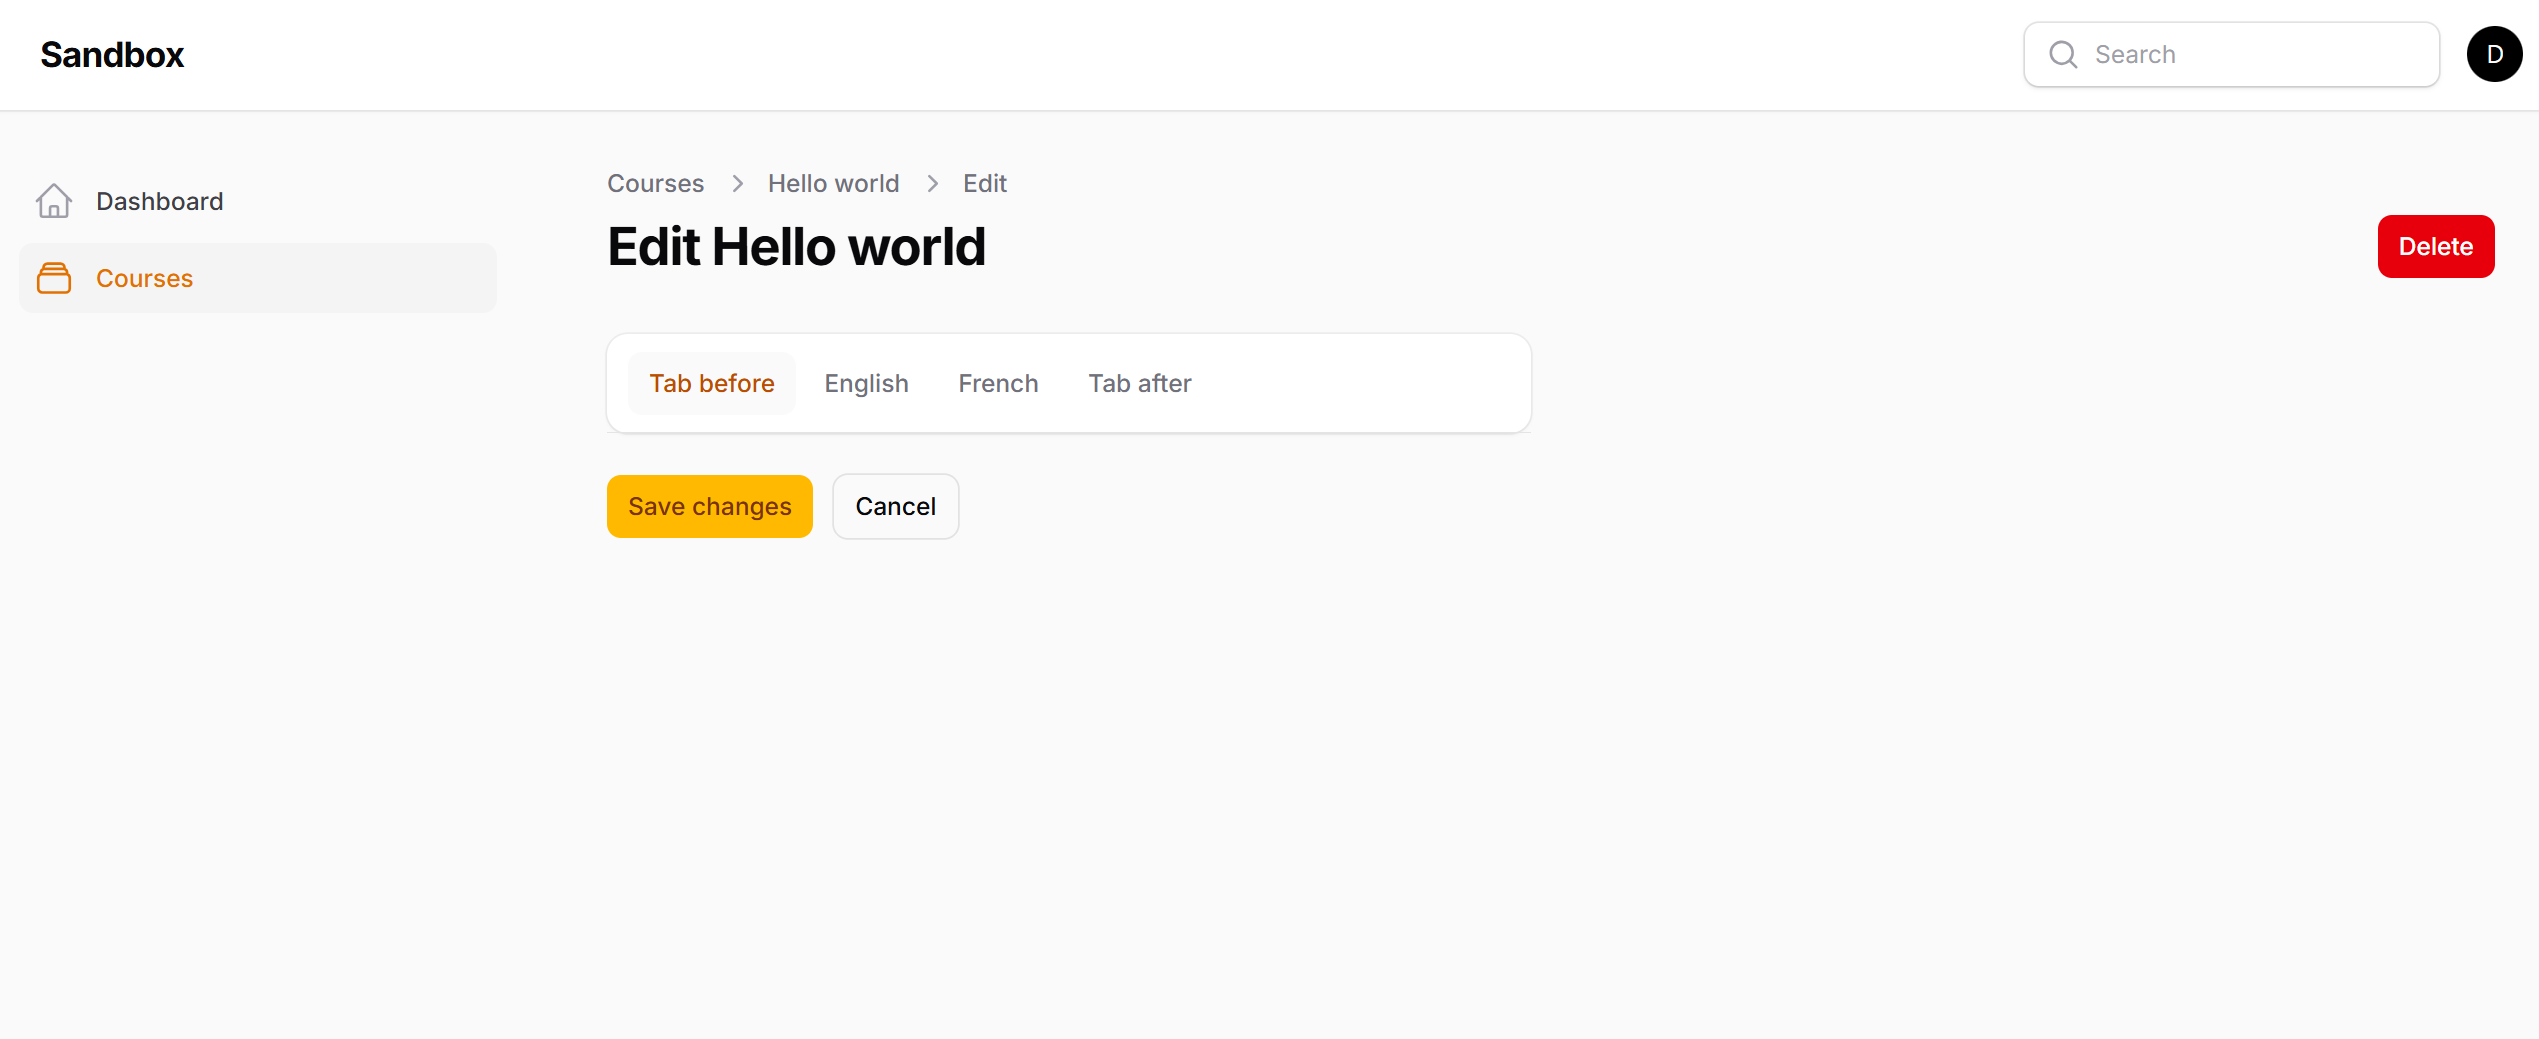 Sandbox
Search
D
Dashboard
Courses
Courses > Hello world > Edit
Edit Hello world
Delete
Tab before English French Tab after
Save changes Cancel